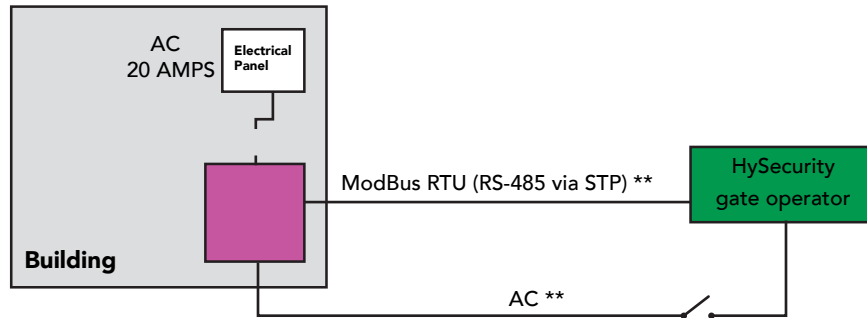 AC
20 AMPS
Electrical
Panel
ModBus RTU (RS-485 via STP) **
HySecurity
gate operator
Building
AC **